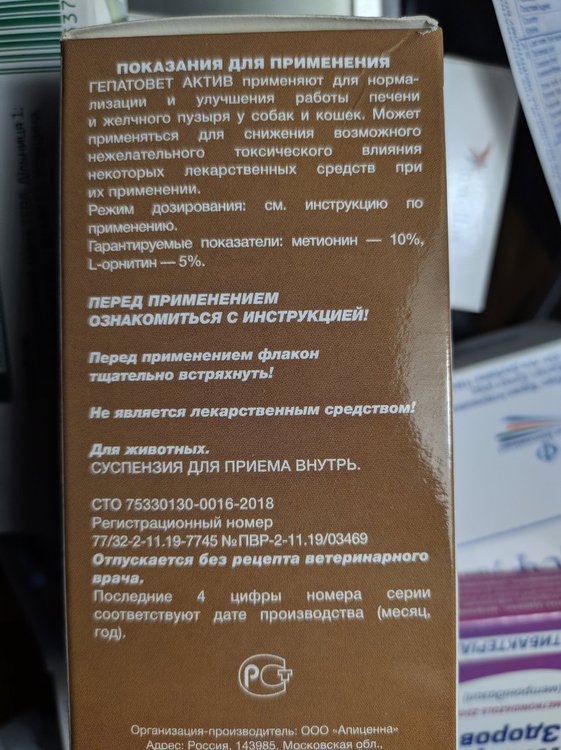 ПОКАЗАНИЯ ДЛЯ ПРИМЕНЕНИЯ
ГЕПАТОВЕТ АКТИВ применяют для норма-
лизации и улучшения работы печени
и желчного пузыря у собак и кошек. Может
применяться для снижения возможного
нежелательного токсического влияния
некоторых лекарственных средств при
их применении.
Режим дозирования: см. инструкцию по
применению.
Гарантируемые показатели: метионин — 10%,
L-орнитин — 5%.
ПЕРЕД ПРИМЕНЕНИЕМ
ОЗНАКОМИТЬСЯ С ИНСТРУКЦИЕЙ!
Перед применением флакон
тщательно встряхнуть!
Не является лекарственным средством!
Для животных.
СУСПЕНЗИЯ ДЛЯ ПРИЕМА ВНУТРЬ.
СТО 75330130-0016-2018
Регистрационный номер
77/32-2-11.19-7745 №ПВР-2-11.19/03469
Отпускается без рецепта ветеринарного
врача.
Последние 4 цифры номера серии
соответствуют дате производства (месяц,
год).
РСТ
Организация-производитель: ООО «Апиценна»
Адрес: Россия, 143985, Московская обл.,
37
ТИБАКТЕРІА
Здоров